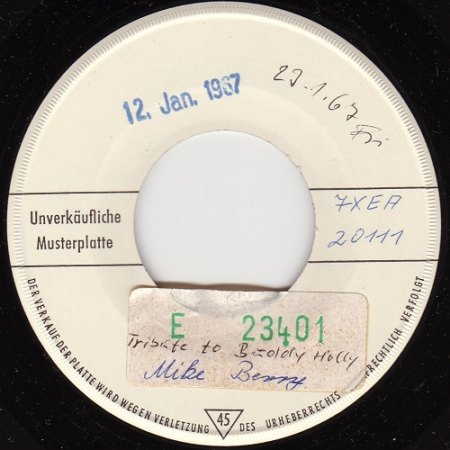 12. Jan. 1967
23.1.67
Unverkäufliche
Musterplatte
7XEA
20111
E 23401
Tribute to Buddy Holly
Mike Berry
DER VERKAUF DER PLATTE WIRD WEGEN VERLETZUNG DES URHEBERRECHTS GERICHTLICH VERFOLGT
45